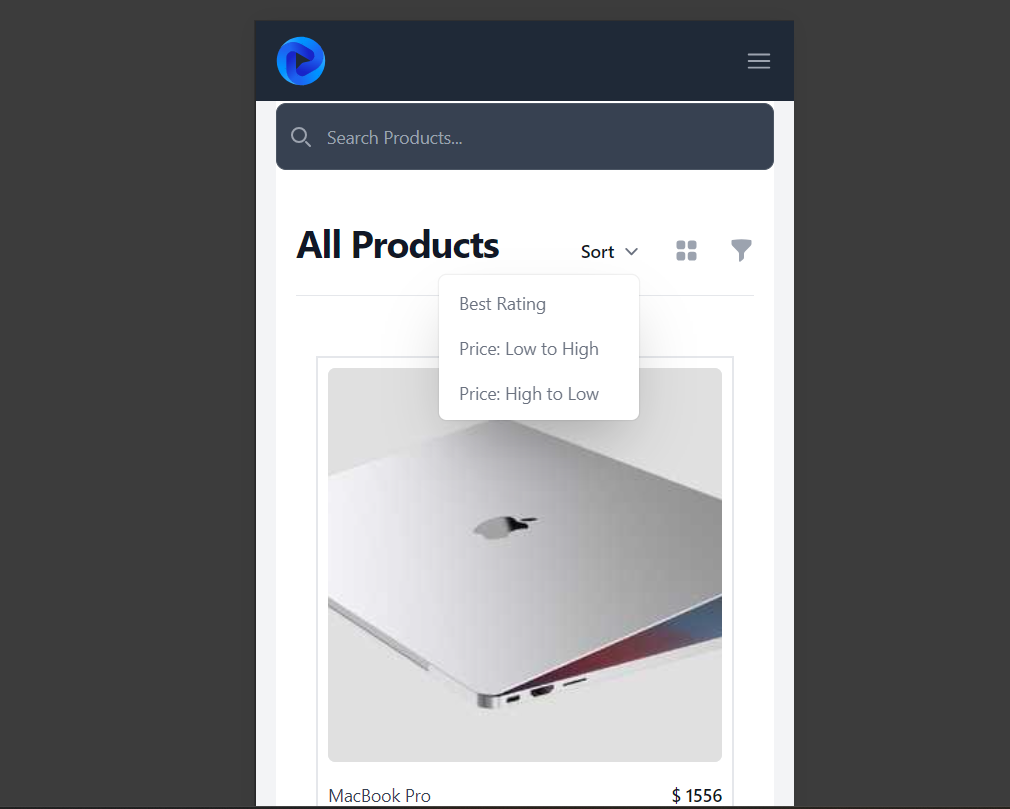 Search Products...
All Products
Sort
Best Rating
Price: Low to High
Price: High to Low
MacBook Pro
$ 1556